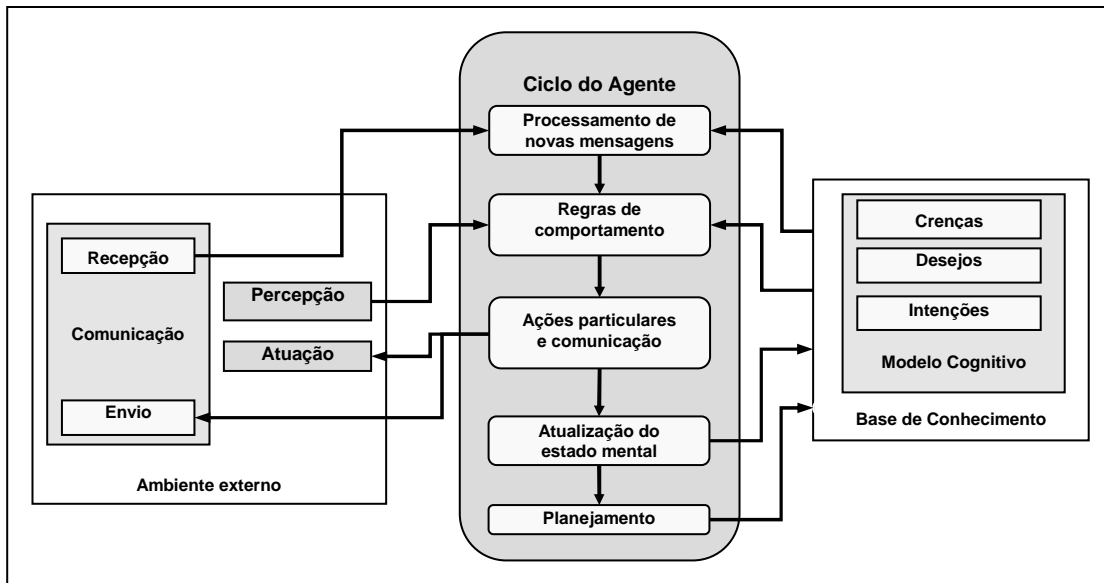 Ciclo do Agente
Processamento de
novas mensagens
Regras de
comportamento
Ações particulares
e comunicação
Atualização do
estado mental
Planejamento
Recepção
Comunicação
Envio
Percepção
Atuação
Ambiente externo
Crenças
Desejos
Intenções
Modelo Cognitivo
Base de Conhecimento